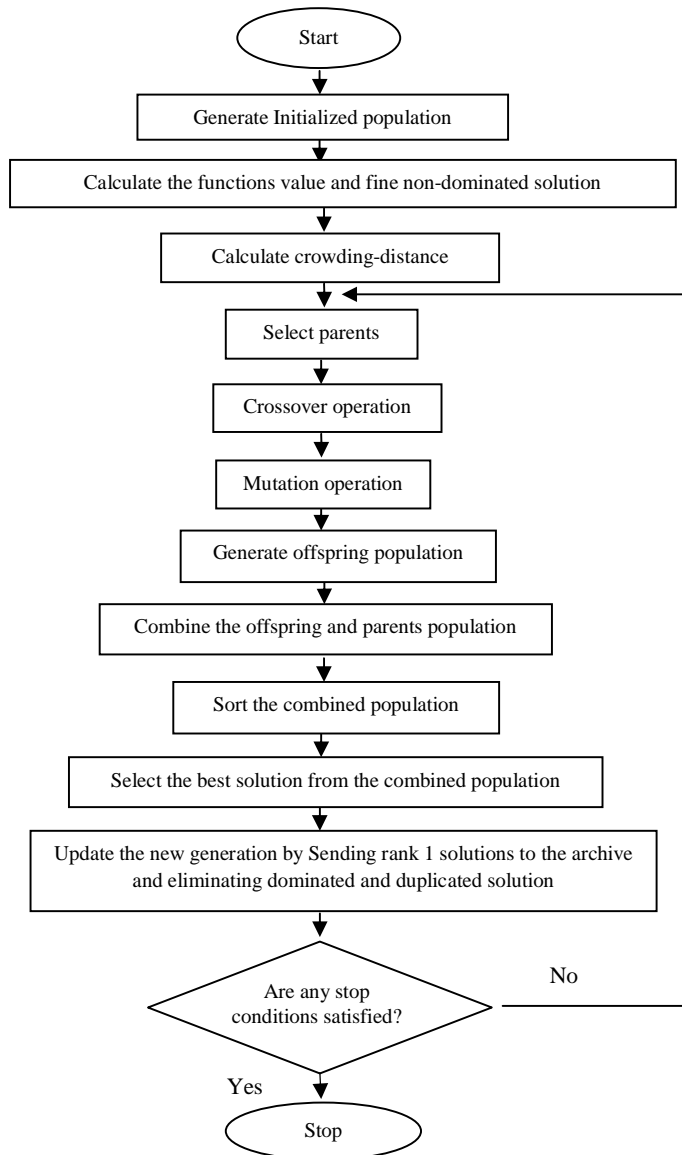 Start
Generate Initialized population
Calculate the functions value and fine non-dominated solution
Calculate crowding-distance
Select parents
Crossover operation
Mutation operation
Generate offspring population
Combine the offspring and parents population
Sort the combined population
Select the best solution from the combined population
Update the new generation by Sending rank 1 solutions to the archive
and eliminating dominated and duplicated solution
Are any stop
conditions satisfied?
No
Yes
Stop